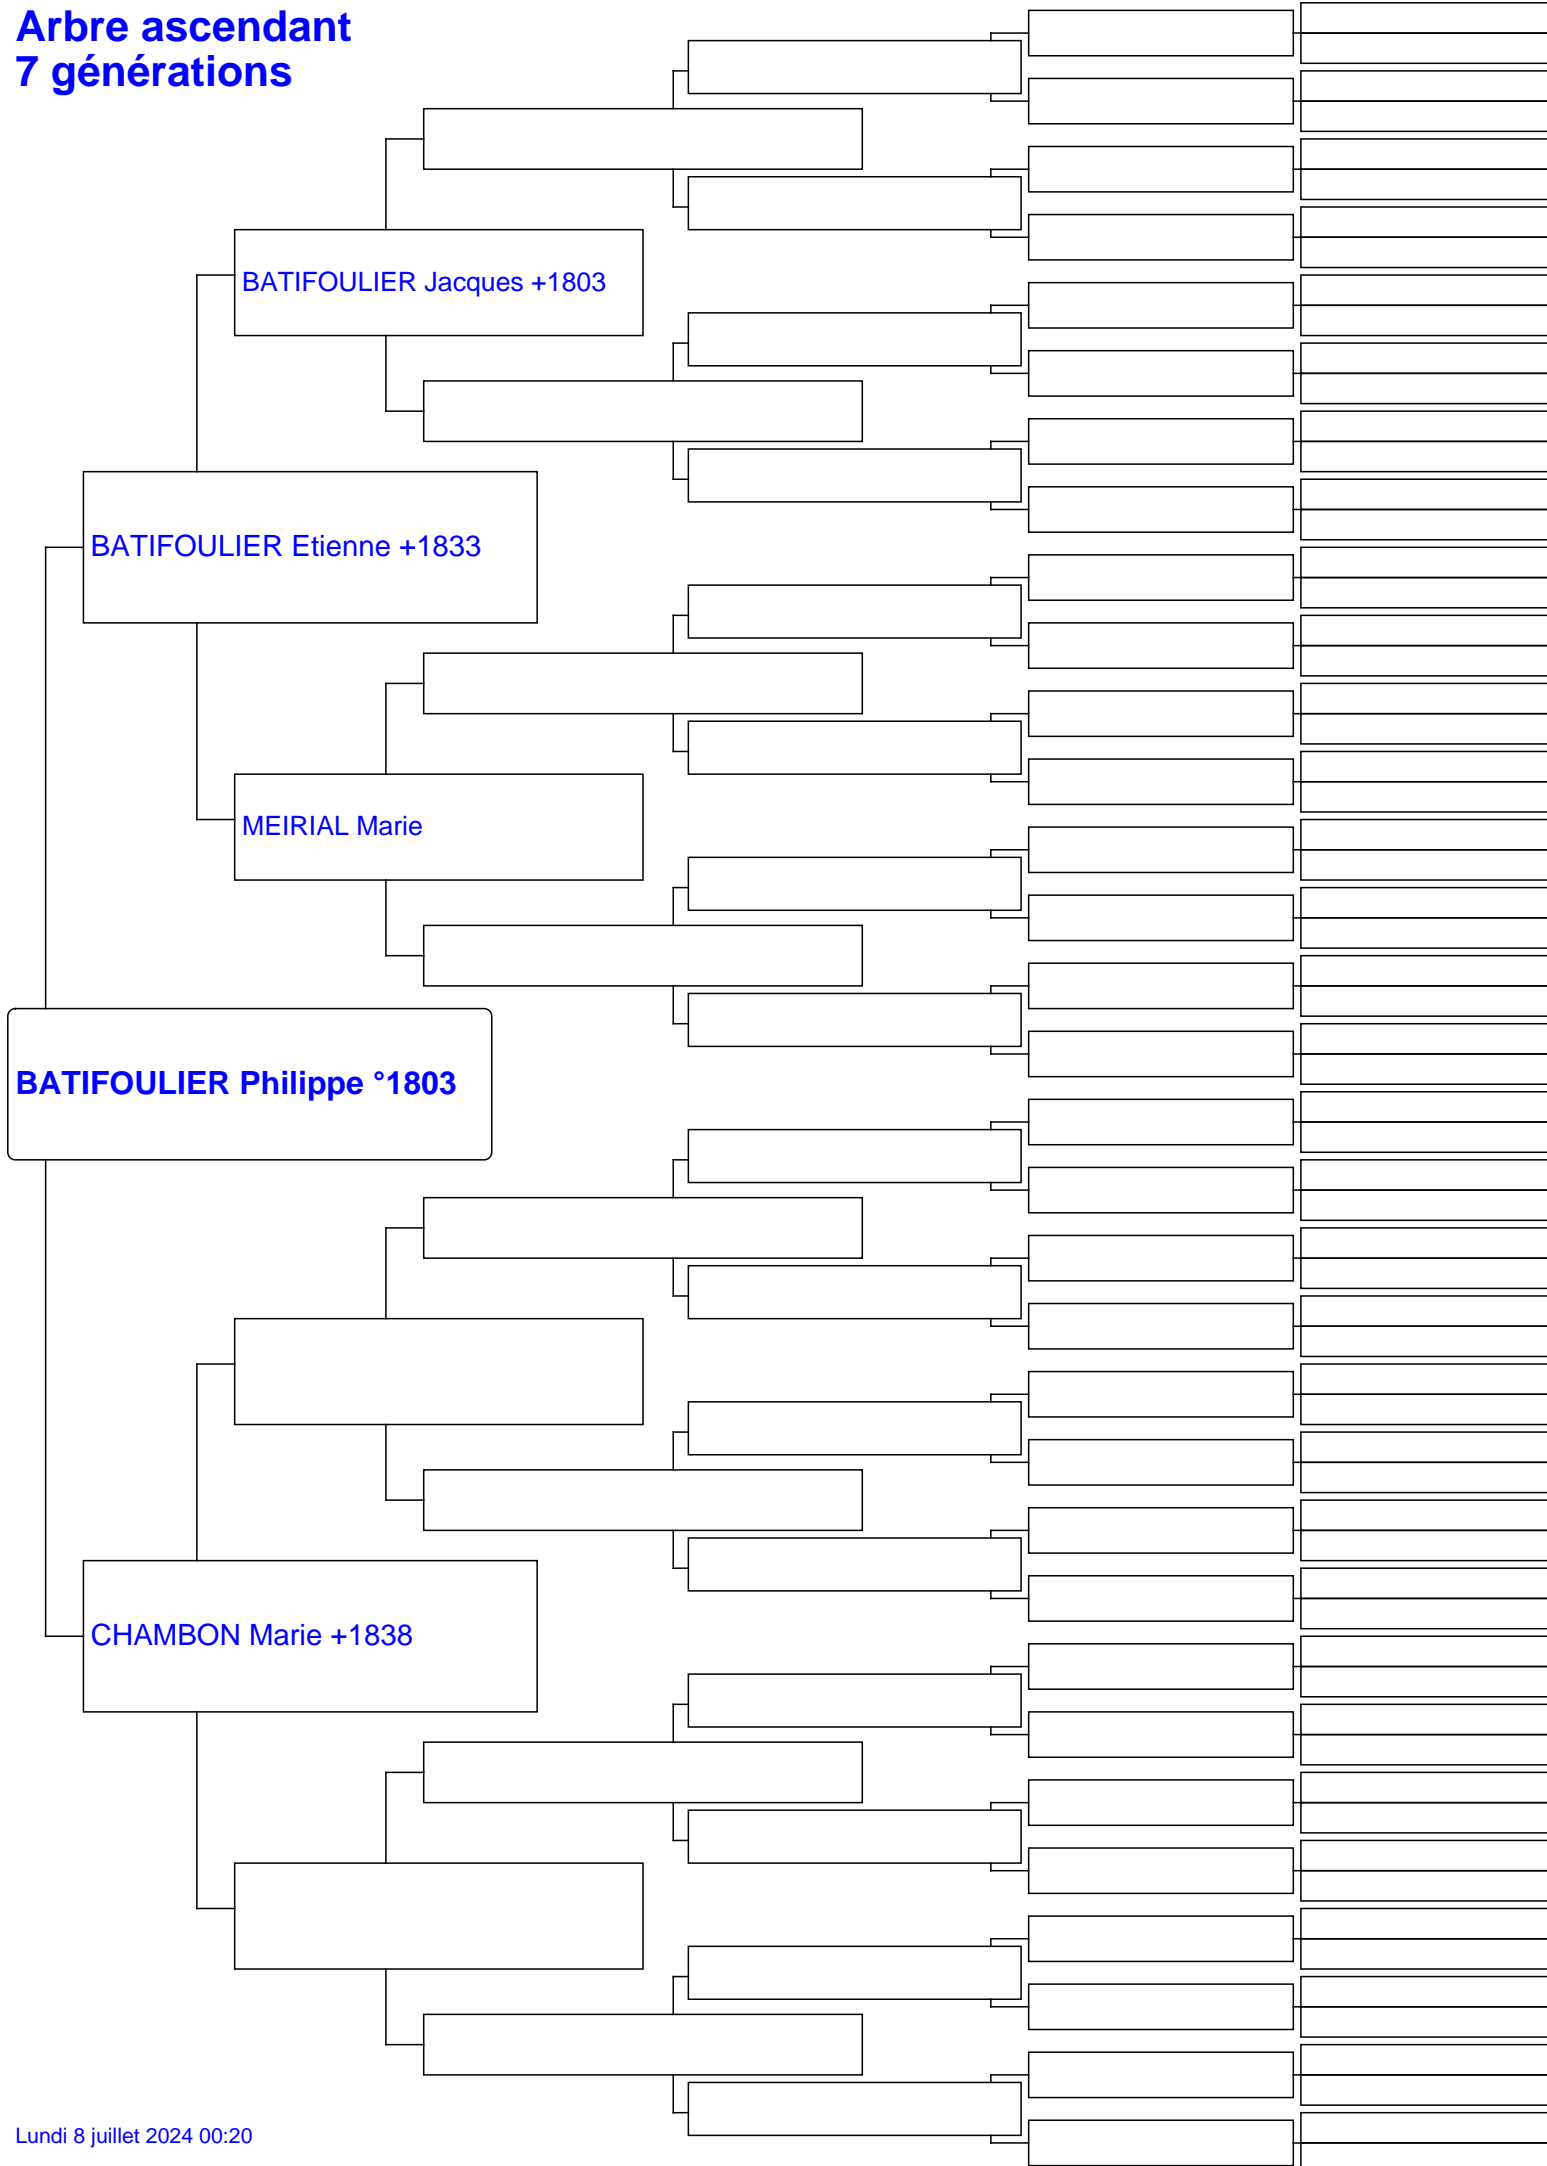 Arbre ascendant
7 générations
BATIFOULIER Jacques +1803
BATIFOULIER Etienne +1833
MEIRIAL Marie
BATIFOULIER Philippe °1803
CHAMBON Marie +1838
Lundi 8 juillet 2024 00:20